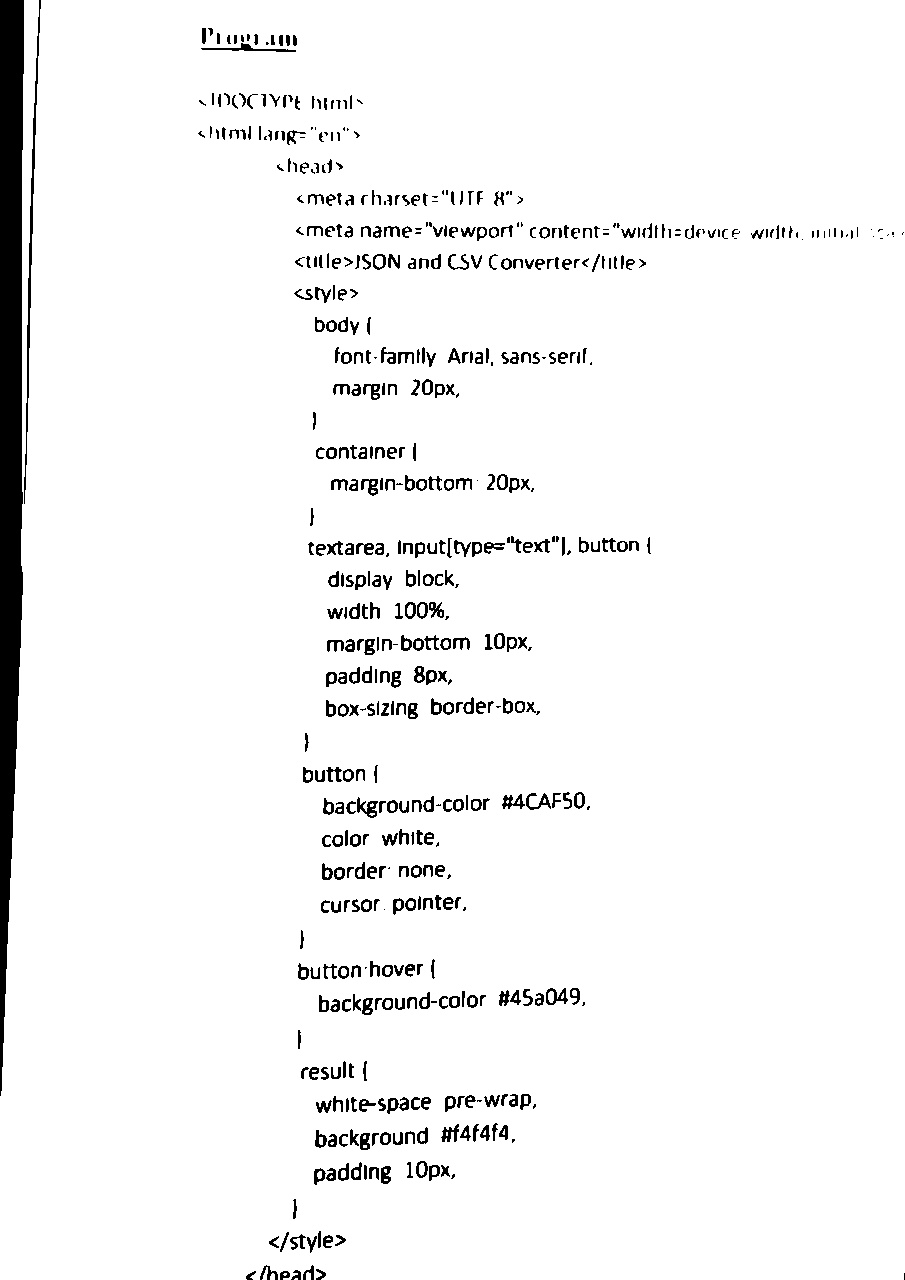 Program
<!DOCTYPE html>
<html lang="en">
<head>
<meta charset="UTF 8">
<meta name="viewport" content="width=device width, initial
<title>JSON and CSV Converter</title>
<style>
body {
font-family Arial, sans-serif,
margin 20px,
}
container {
margin-bottom 20px,
}
textarea, input[type="text"], button {
display block,
width 100%,
margin-bottom 10px,
padding 8px,
box-sizing border-box,
}
button {
background-color #4CAF50,
color white,
border none,
cursor pointer,
}
button hover {
background-color #45a049,
}
result {
white-space pre-wrap,
background #f4f4f4,
padding 10px,
}
</style>
</head>